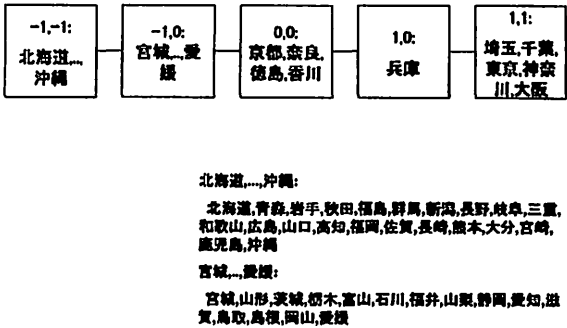 -1,-1:
北海道,..,
沖縄
-1,0:
宮城,..,愛
媛
0,0:
京都,奈良,
徳島,香川
1,0:
兵庫
1,1:
埼玉,千葉,
東京,神奈
川,大阪
北海道,...,沖縄:
北海道,青森,岩手,秋田,福島,群馬,新潟,長野,岐阜,三重,
和歌山,広島,山口,高知,福岡,佐賀,長崎,熊本,大分,宮崎,
鹿児島,沖縄
宮城,..,愛媛:
宮城,山形,茨城,栃木,富山,石川,福井,山梨,静岡,愛知,滋
賀,鳥取,島根,岡山,愛媛